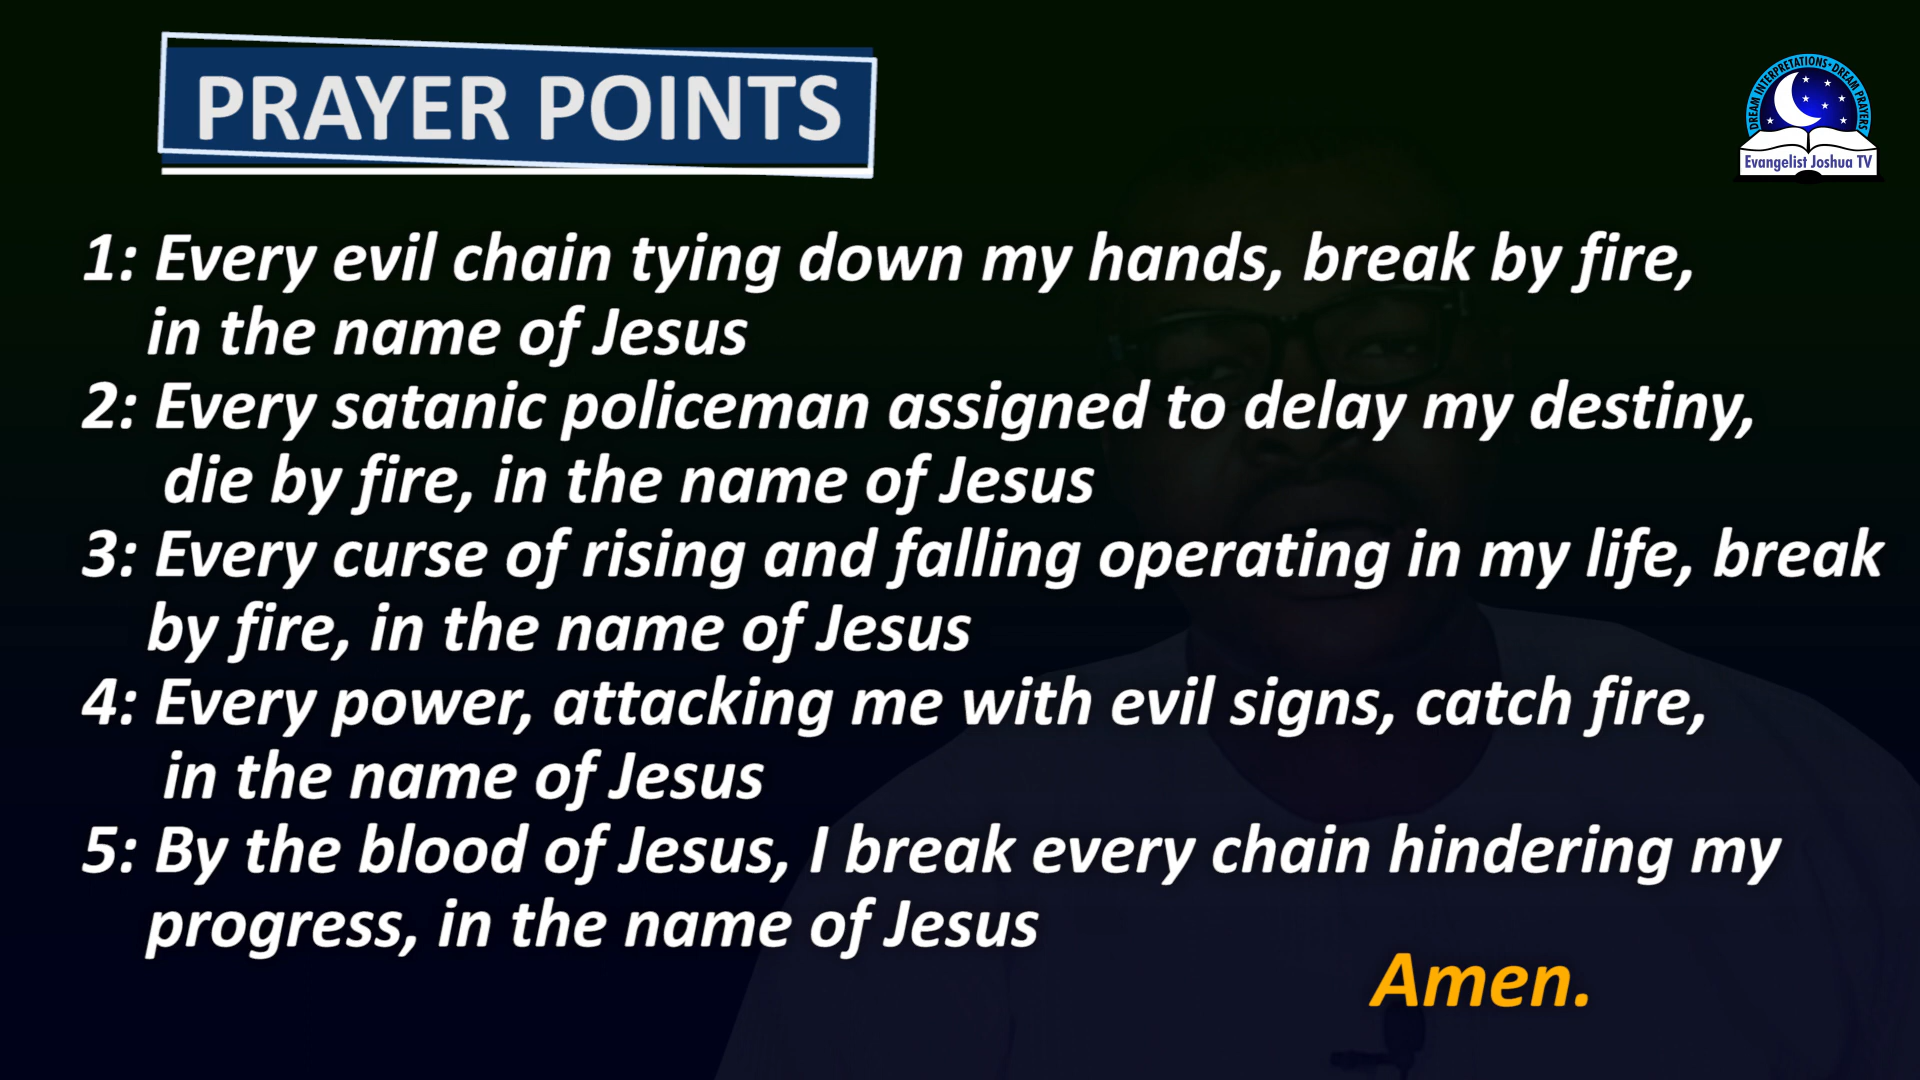 PRAYER POINTS
DREAM INTERPRETATIONS - DREAM PRAYERS
Evangelist Joshua TV
1: Every evil chain tying down my hands, break by fire,
in the name of Jesus
2: Every satanic policeman assigned to delay my destiny,
die by fire, in the name of Jesus
3: Every curse of rising and falling operating in my life, break
by fire, in the name of Jesus
4: Every power, attacking me with evil signs, catch fire,
in the name of Jesus
5: By the blood of Jesus, I break every chain hindering my
progress, in the name of Jesus
Amen.